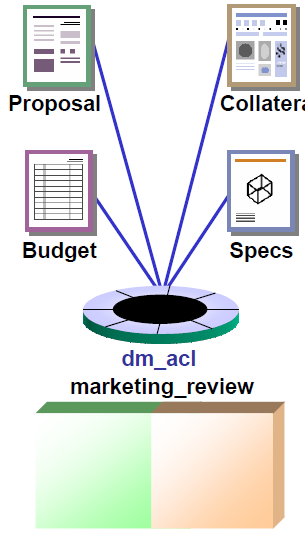 Proposal
Collatera
Budget
Specs
dm_acl
marketing_review